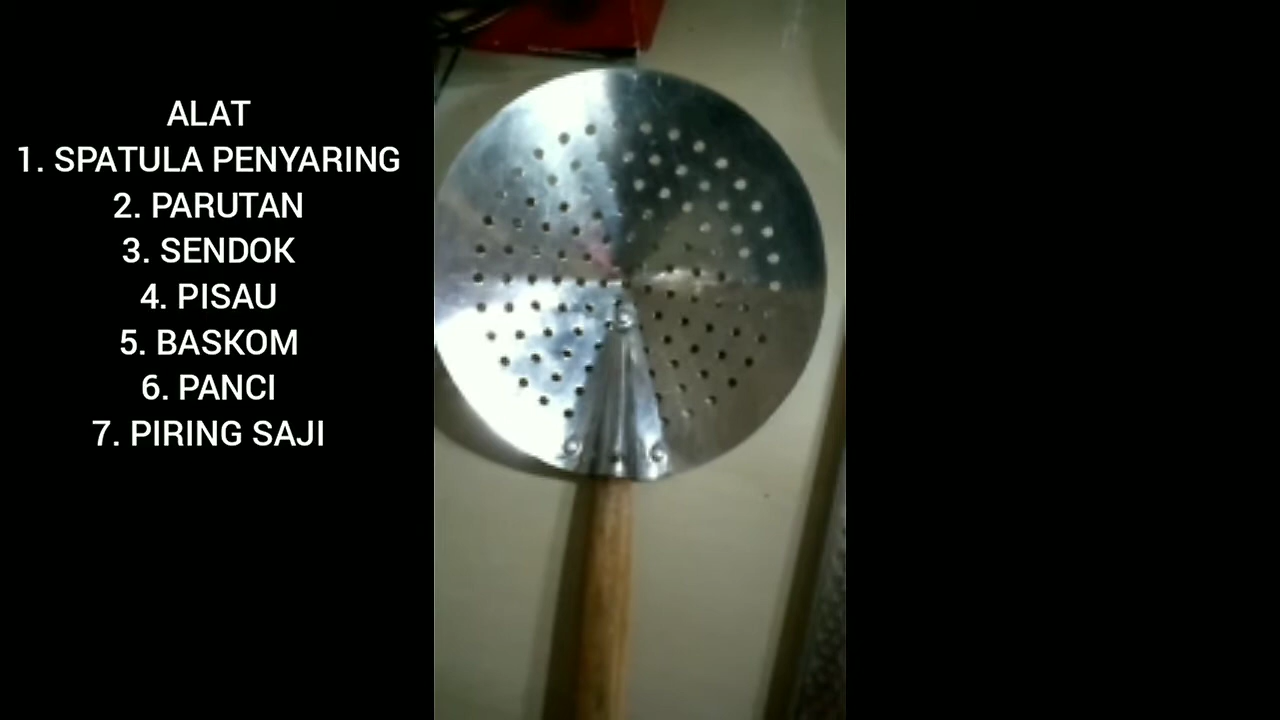 ALAT
1. SPATULA PENYARING
2. PARUTAN
3. SENDOK
4. PISAU
5. BASKOM
6. PANCI
7. PIRING SAJI